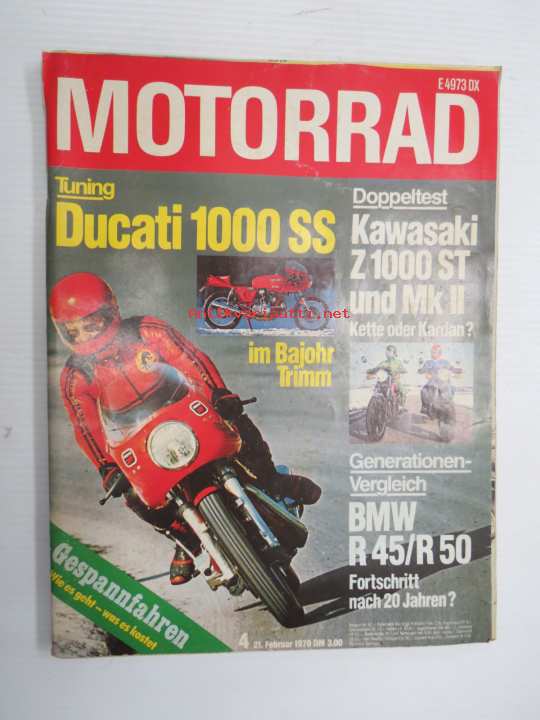 E 4973 DX
MOTORRAD
Tuning
Ducati 1000 SS
im Bajohr
Trimm
Doppeltest
Kawasaki
Z 1000 ST
und Mk II
Kette oder Kardan?
Generationen-
Vergleich
BMW
R 45/R 50
Fortschritt
nach 20 Jahren?
Gespannfahren
Wie es geht – was es kostet
4 21. Februar 1979 DM 3.00